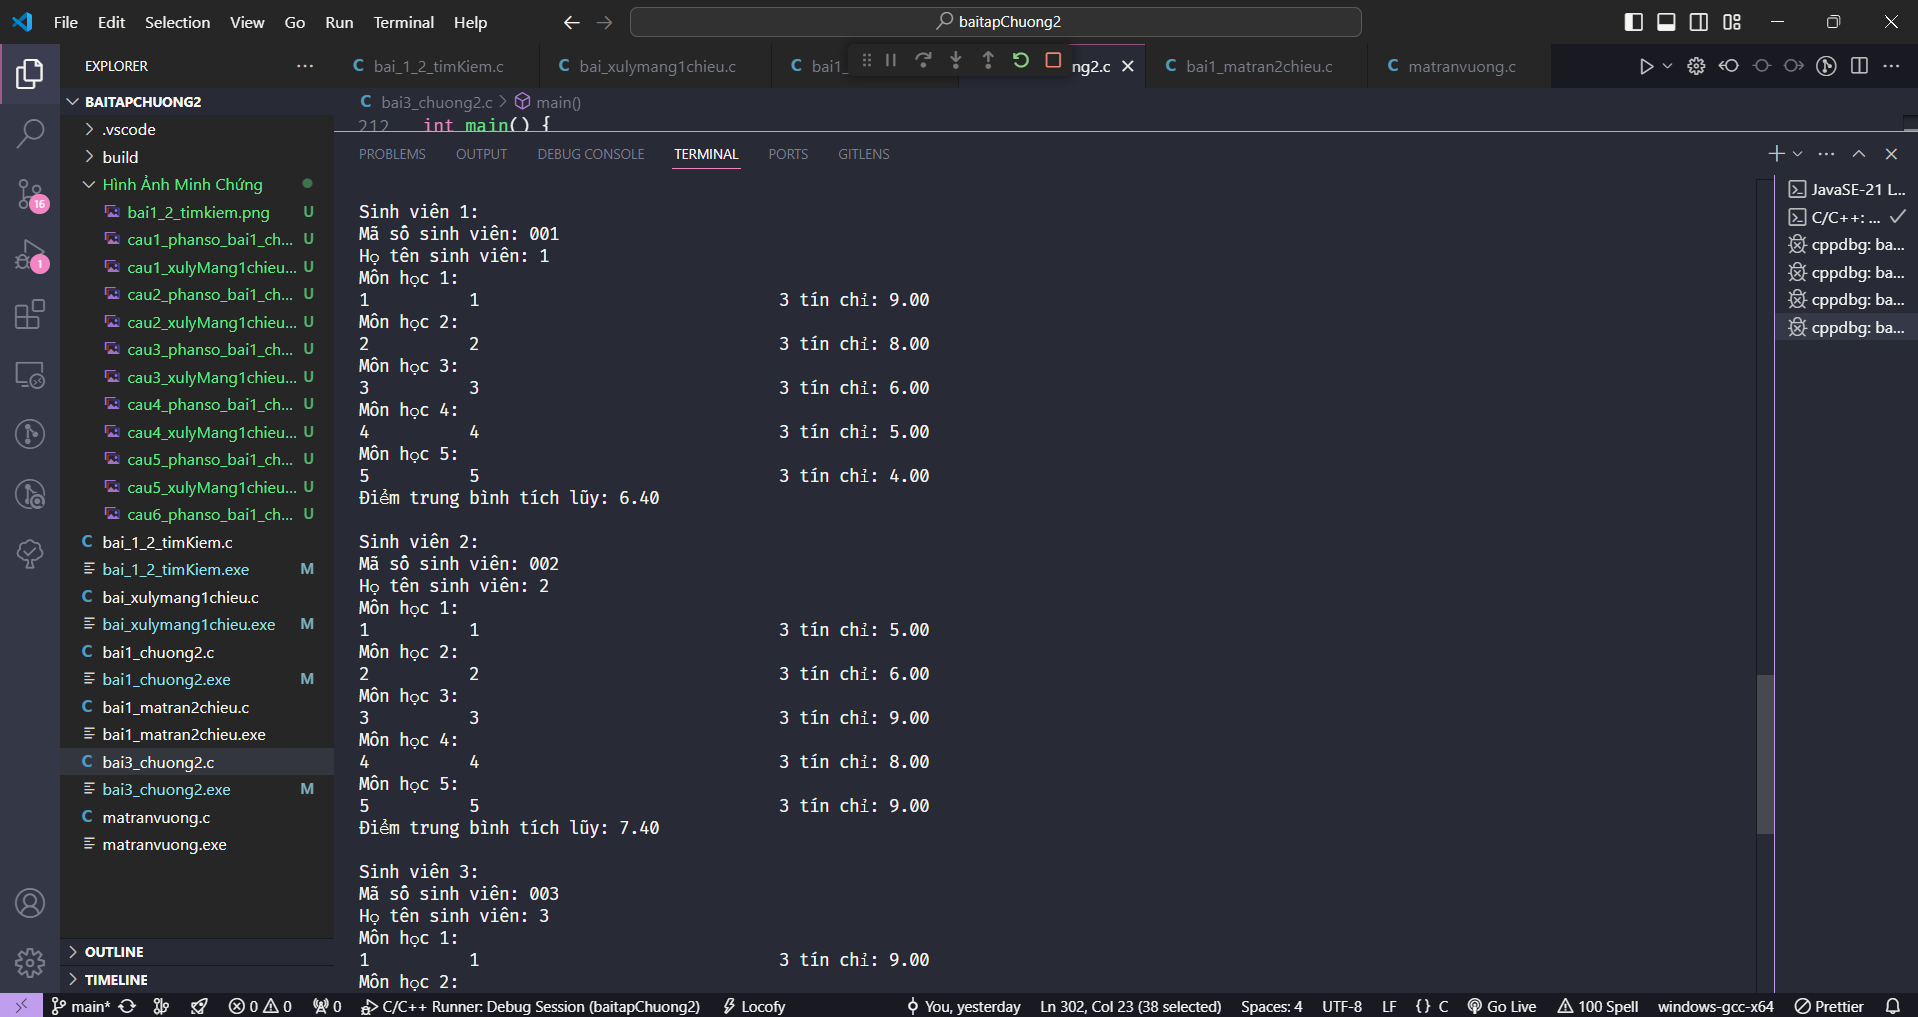 File Edit Selection View Go Run Terminal Help
baitapChuong2
EXPLORER
bai_1_2_timKiem.c
bai_xulymang1chieu.c
bai1_
ng2.c
bai1_matran2chieu.c
matranvuong.c
BAITAPCHUONG2
.vscode
build
Hình Ảnh Minh Chứng
bai1_2_timkiem.png U
cau1_phanso_bai1_ch... U
cau1_xulyMang1chieu... U
cau2_phanso_bai1_ch... U
cau2_xulyMang1chieu... U
cau3_phanso_bai1_ch... U
cau3_xulyMang1chieu... U
cau4_phanso_bai1_ch... U
cau4_xulyMang1chieu... U
cau5_phanso_bai1_ch... U
cau5_xulyMang1chieu... U
cau6_phanso_bai1_ch... U
bai_1_2_timKiem.c
bai_1_2_timKiem.exe M
bai_xulymang1chieu.c
bai_xulymang1chieu.exe M
bai1_chuong2.c
bai1_chuong2.exe M
bai1_matran2chieu.c
bai1_matran2chieu.exe
bai3_chuong2.c
bai3_chuong2.exe M
matranvuong.c
matranvuong.exe
OUTLINE
TIMELINE
16
1
bai3_chuong2.c > main()
212 int main() {
PROBLEMS OUTPUT DEBUG CONSOLE TERMINAL PORTS GITLENS
Sinh viên 1:
Mã số sinh viên: 001
Họ tên sinh viên: 1
Môn học 1:
1 1 3 tín chỉ: 9.00
Môn học 2:
2 2 3 tín chỉ: 8.00
Môn học 3:
3 3 3 tín chỉ: 6.00
Môn học 4:
4 4 3 tín chỉ: 5.00
Môn học 5:
5 5 3 tín chỉ: 4.00
Điểm trung bình tích lũy: 6.40
Sinh viên 2:
Mã số sinh viên: 002
Họ tên sinh viên: 2
Môn học 1:
1 1 3 tín chỉ: 5.00
Môn học 2:
2 2 3 tín chỉ: 6.00
Môn học 3:
3 3 3 tín chỉ: 9.00
Môn học 4:
4 4 3 tín chỉ: 8.00
Môn học 5:
5 5 3 tín chỉ: 9.00
Điểm trung bình tích lũy: 7.40
Sinh viên 3:
Mã số sinh viên: 003
Họ tên sinh viên: 3
Môn học 1:
1 1 3 tín chỉ: 9.00
Môn học 2:
JavaSE-21 L...
C/C++: ...
cppdbg: ba...
cppdbg: ba...
cppdbg: ba...
cppdbg: ba...
main* 0 0 0 C/C++ Runner: Debug Session (baitapChuong2) Locofy You, yesterday Ln 302, Col 23 (38 selected) Spaces: 4 UTF-8 LF {} C Go Live 100 Spell windows-gcc-x64 Prettier